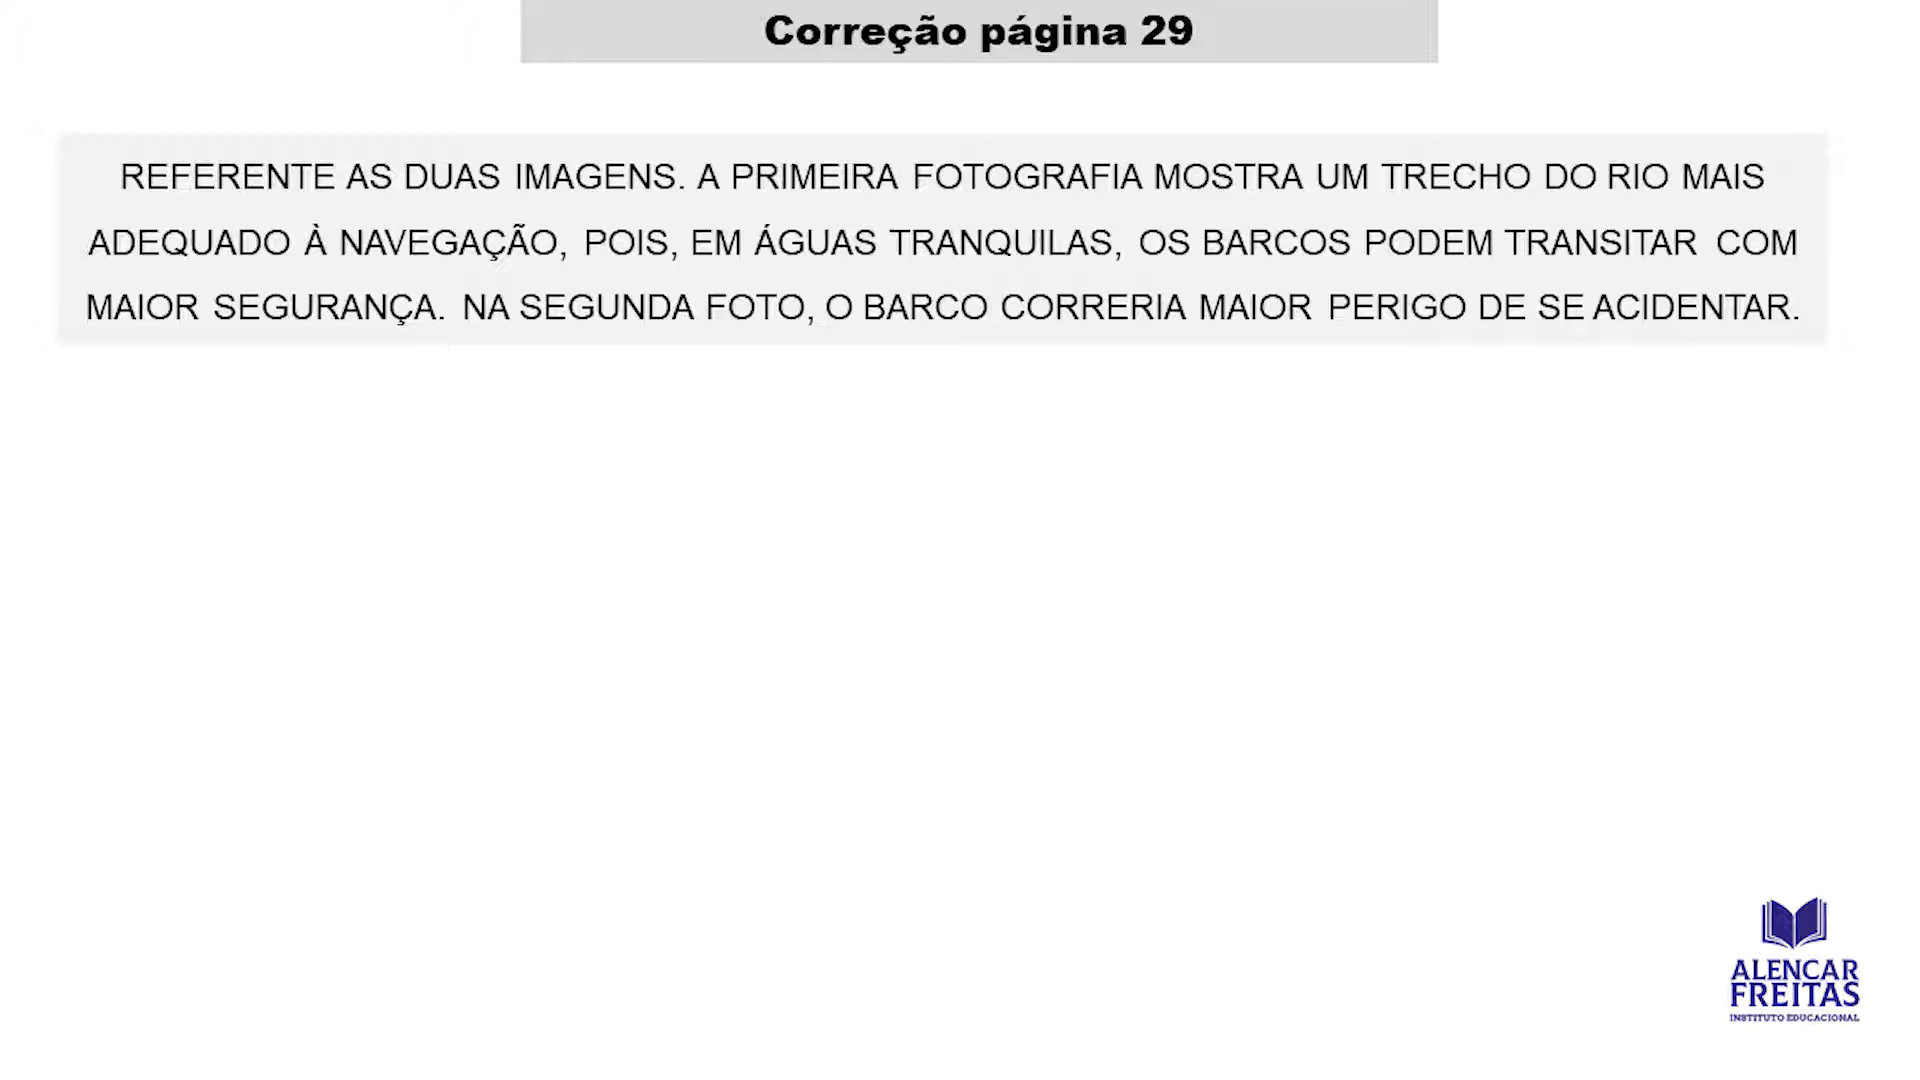 Correção página 29
REFERENTE AS DUAS IMAGENS. A PRIMEIRA FOTOGRAFIA MOSTRA UM TRECHO DO RIO MAIS
ADEQUADO À NAVEGAÇÃO, POIS, EM ÁGUAS TRANQUILAS, OS BARCOS PODEM TRANSITAR COM
MAIOR SEGURANÇA. NA SEGUNDA FOTO, O BARCO CORRERIA MAIOR PERIGO DE SE ACIDENTAR.
ALENCAR
FREITAS
INSTITUTO EDUCACIONAL